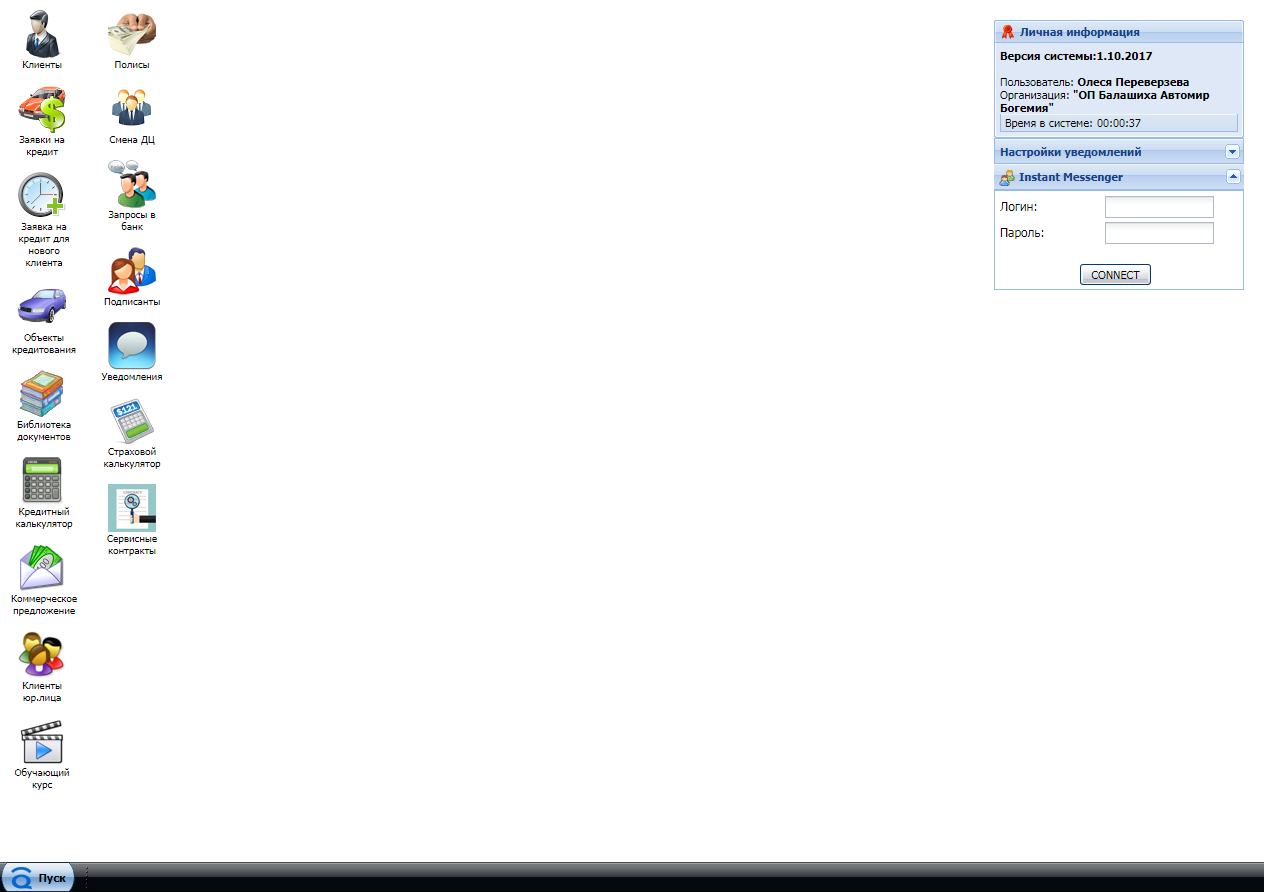 Клиенты
Заявки на
кредит
Заявка на
кредит для
нового
клиента
Объекты
кредитования
Библиотека
документов
Кредитный
калькулятор
Коммерческое
предложение
Клиенты
юр.лица
Обучающий
курс
Полисы
Смена ДЦ
Запросы в
банк
Подписанты
Уведомления
$121
Страховой
калькулятор
CONTRACT
Сервисные
контракты
Личная информация
Версия системы:1.10.2017
Пользователь: Олеся Переверзева
Организация: "ОП Балашиха Автомир
Богемия"
Время в системе: 00:00:37
Настройки уведомлений
Instant Messenger
Логин:
Пароль:
CONNECT
Пуск